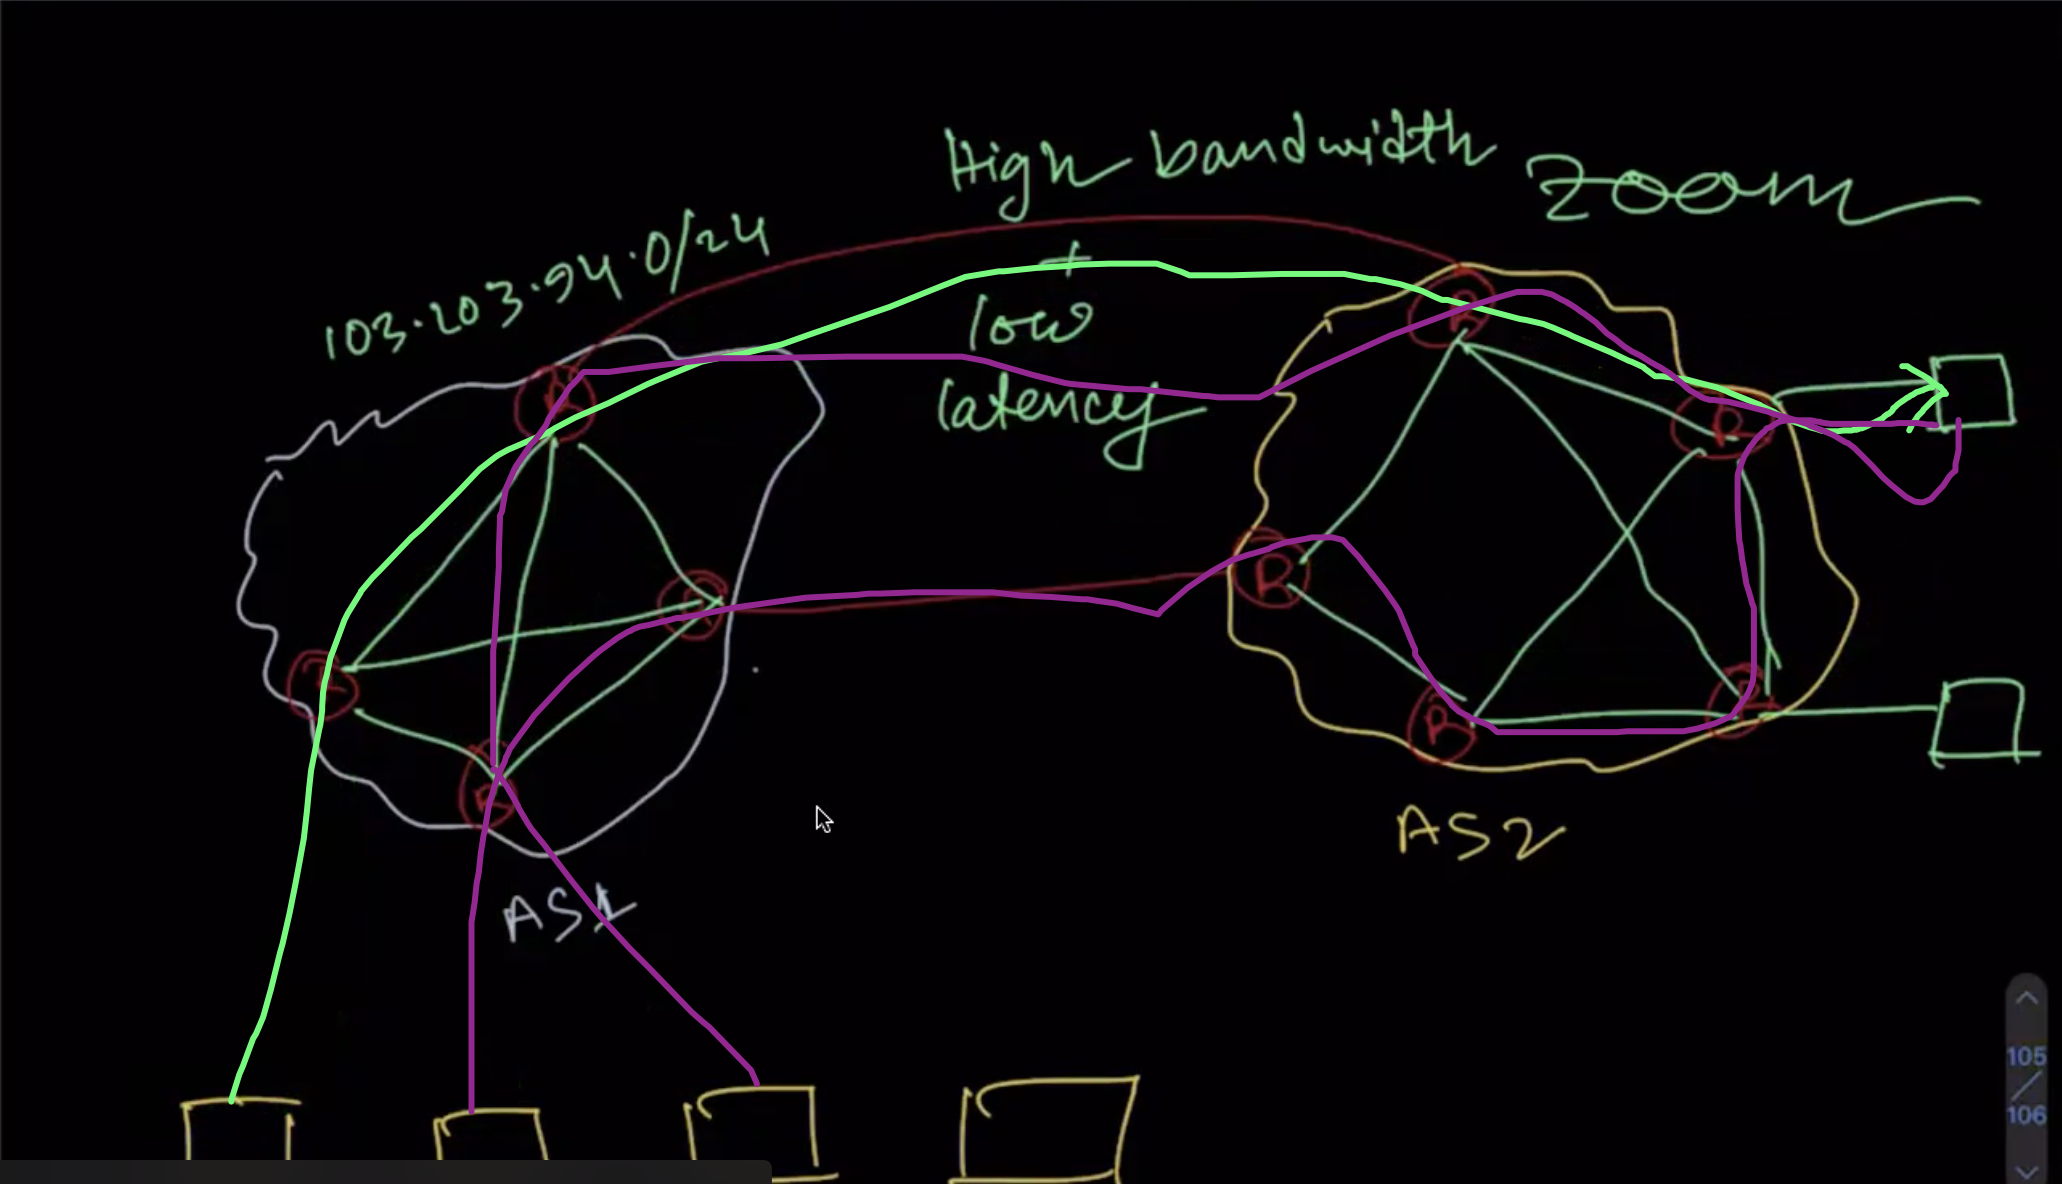 High bandwidth
zoom
103.203.94.0/24
+
low
latency
R
R
R
R
R
R
R
R
R
AS2
AS1
105
/
106